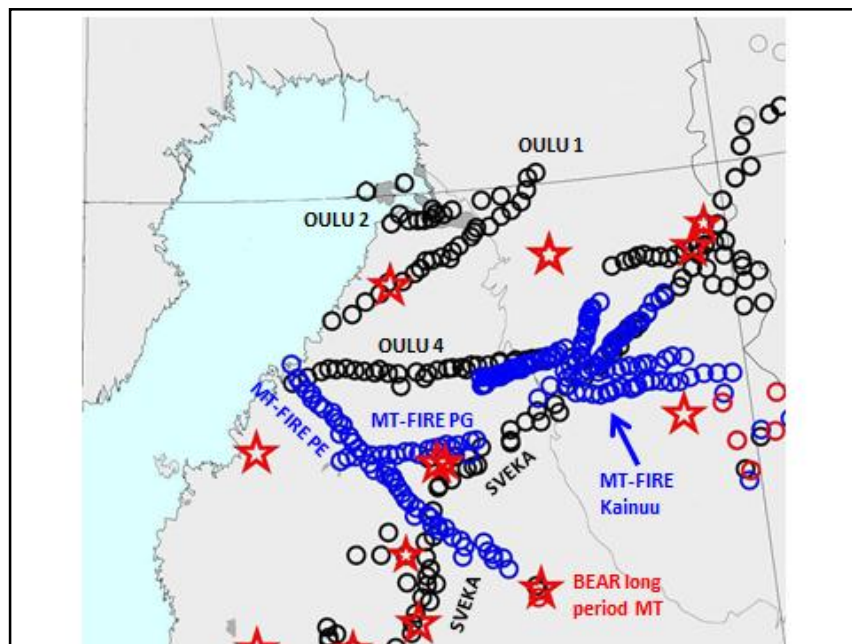 OULU 1
OULU 2
OULU 4
MT-FIRE PE
MT-FIRE PG
SVEKA
MT-FIRE
Kainuu
SVEKA
BEAR long
period MT